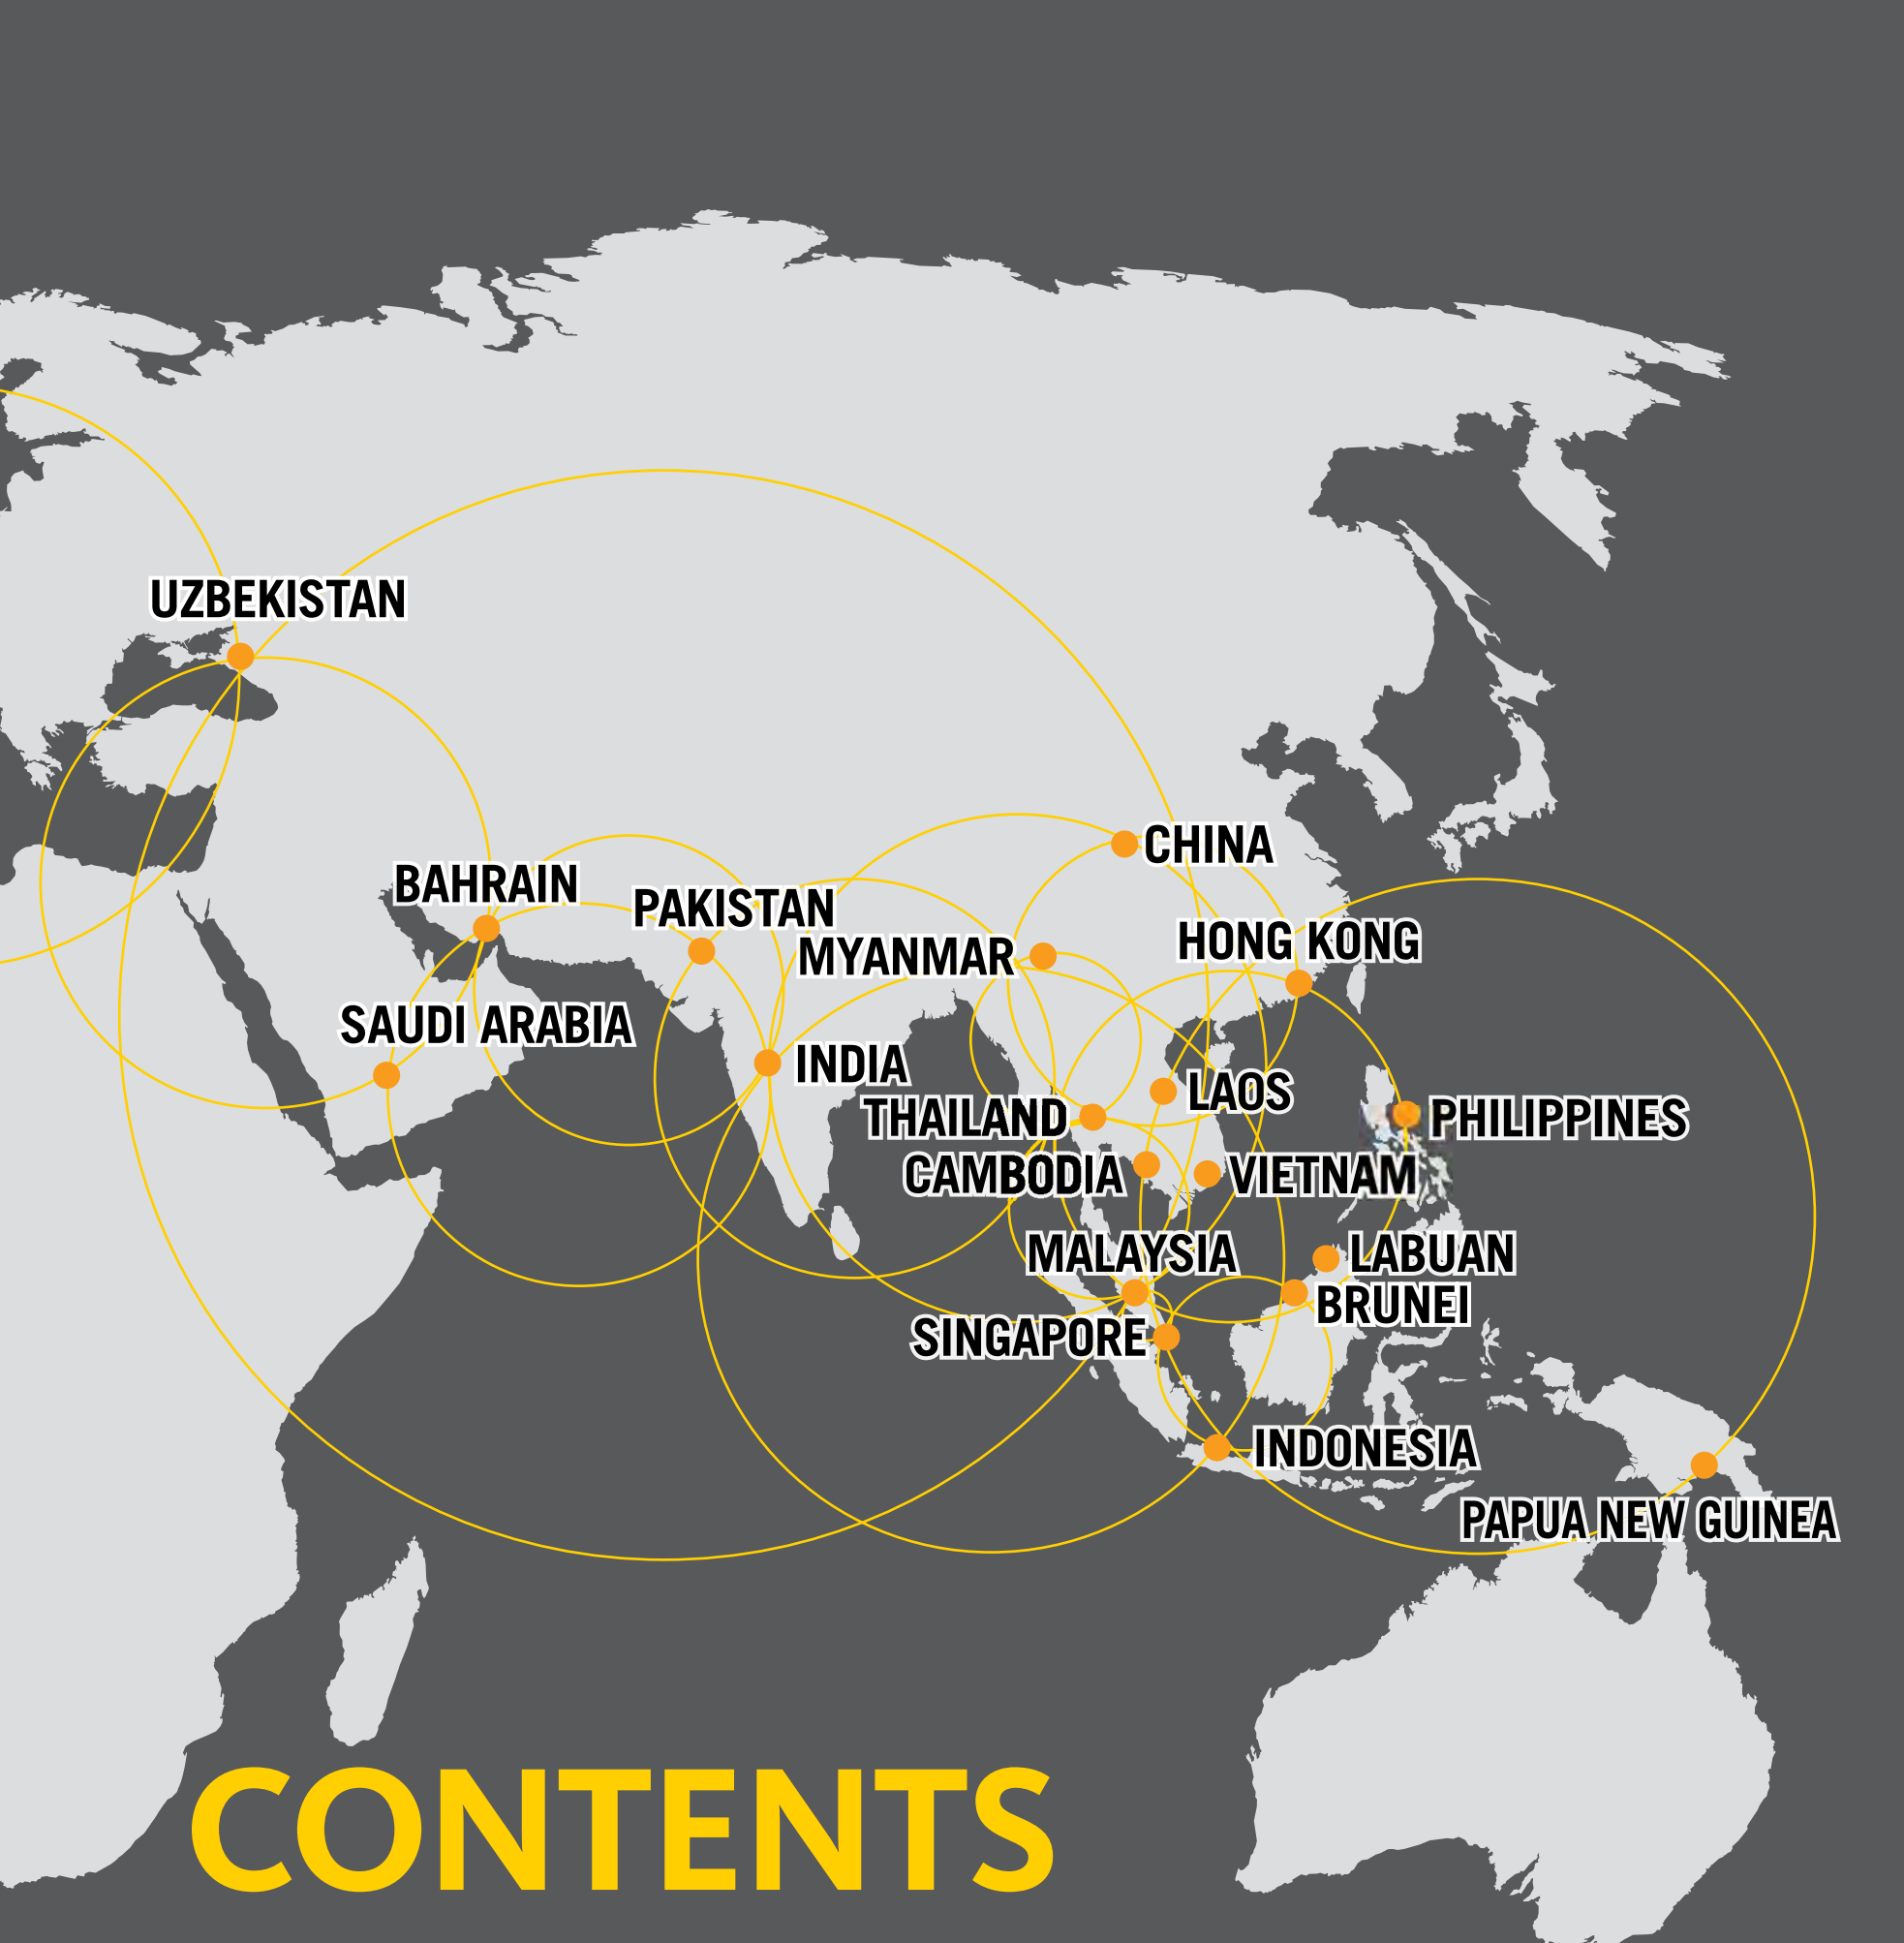 UZBEKISTAN
CHINA
BAHRAIN
PAKISTAN
HONG KONG
MYANMAR
SAUDI ARABIA
INDIA
LAOS
THAILAND
PHILIPPINES
CAMBODIA
VIETNAM
MALAYSIA
LABUAN
BRUNEI
SINGAPORE
INDONESIA
PAPUA NEW GUINEA
CONTENTS